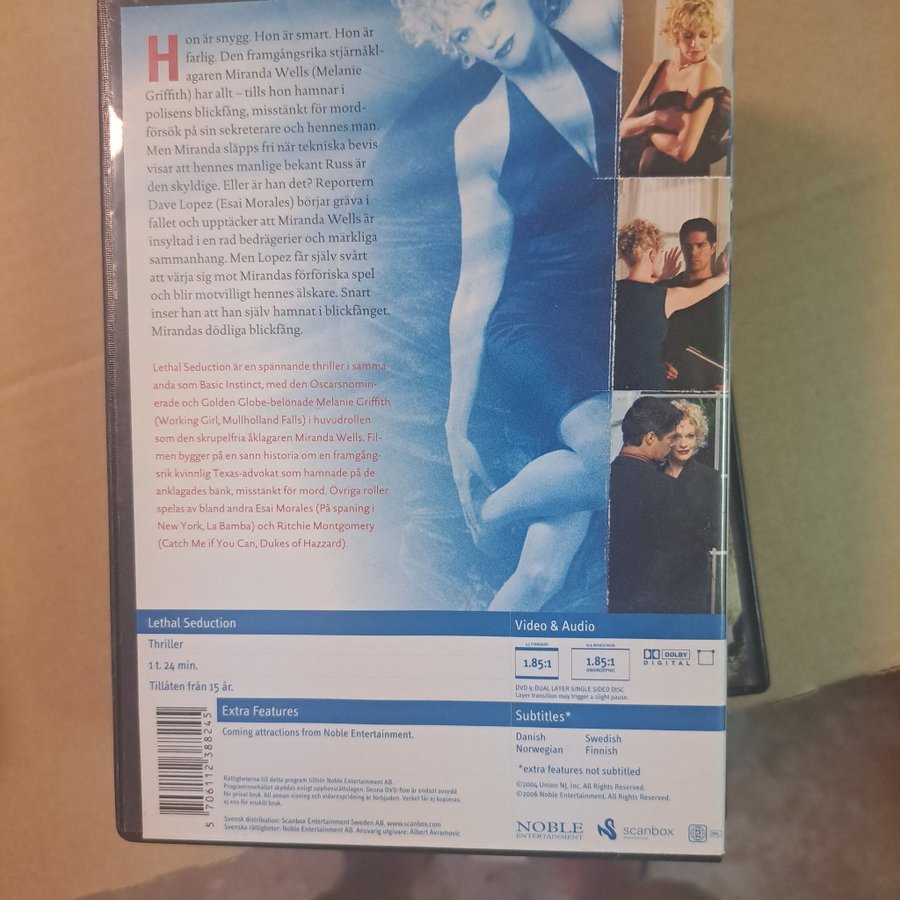 Hon är snygg. Hon är smart. Hon är
farlig. Den framgångsrika stjärnåkl-
agaren Miranda Wells (Melanie
Griffith) har allt – tills hon hamnar i
polisens blickfång, misstänkt för mord-
försök på sin sekreterare och hennes man.
Men Miranda släpps fri när tekniska bevis
visar att hennes manlige bekant Russ är
den skyldige. Eller är han det? Reportern
Dave Lopez (Esai Morales) börjar gräva i
fallet och upptäcker att Miranda Wells är
insyltad i en rad bedrägerier och märkliga
sammanhang. Men Lopez får själv svårt
att värja sig mot Mirandas förföriska spel
och blir motvilligt hennes älskare. Snart
inser han att han själv hamnat i blickfånget.
Mirandas dödliga blickfång.
Lethal Seduction är en spännande thriller i samma
anda som Basic Instinct, med den Oscarsnomin-
erade och Golden Globe-belönade Melanie Griffith
(Working Girl, Mullholland Falls) i huvudrollen
som den skrupelfria åklagaren Miranda Wells. Fil-
men bygger på en sann historia om en framgång-
srik kvinnlig Texas-advokat som hamnade på de
anklagades bänk, misstänkt för mord. Övriga roller
spelas av bland andra Esai Morales (På spaning i
New York, La Bamba) och Ritchie Montgomery
(Catch Me if You Can, Dukes of Hazzard).
Lethal Seduction
Thriller
1 t. 24 min.
Tillåten från 15 år.
Video & Audio
1.85:1
1.85:1
ANAMORPHIC
DOLBY
DIGITAL
DVD 9: DUAL LAYER SINGLE SIDED DISC
Layer transition may trigger a slight pause.
Extra Features
Coming attractions from Noble Entertainment.
Subtitles*
Danish Swedish
Norwegian Finnish
*extra features not subtitled
©2004 Union NJ, Inc. All Rights Reserved.
©2006 Noble Entertainment. All Rights Reserved.
Rättigheterna till detta program tillhör Noble Entertainment AB.
Programinnehållet skyddas enligt upphovsrättslagen. Denna DVD-film är endast avsedd
för privat bruk. All annan visning och vidarespridning är förbjuden. Verket får ej kopieras,
ej ens för enskilt bruk.
Svensk distribution: Scanbox Entertainment Sweden AB, www.scanbox.com
Svenska rättigheter: Noble Entertainment AB. Ansvarig utgivare: Albert Avramovic
5 706112 388245
NOBLE
ENTERTAINMENT
scanbox
2
PAL